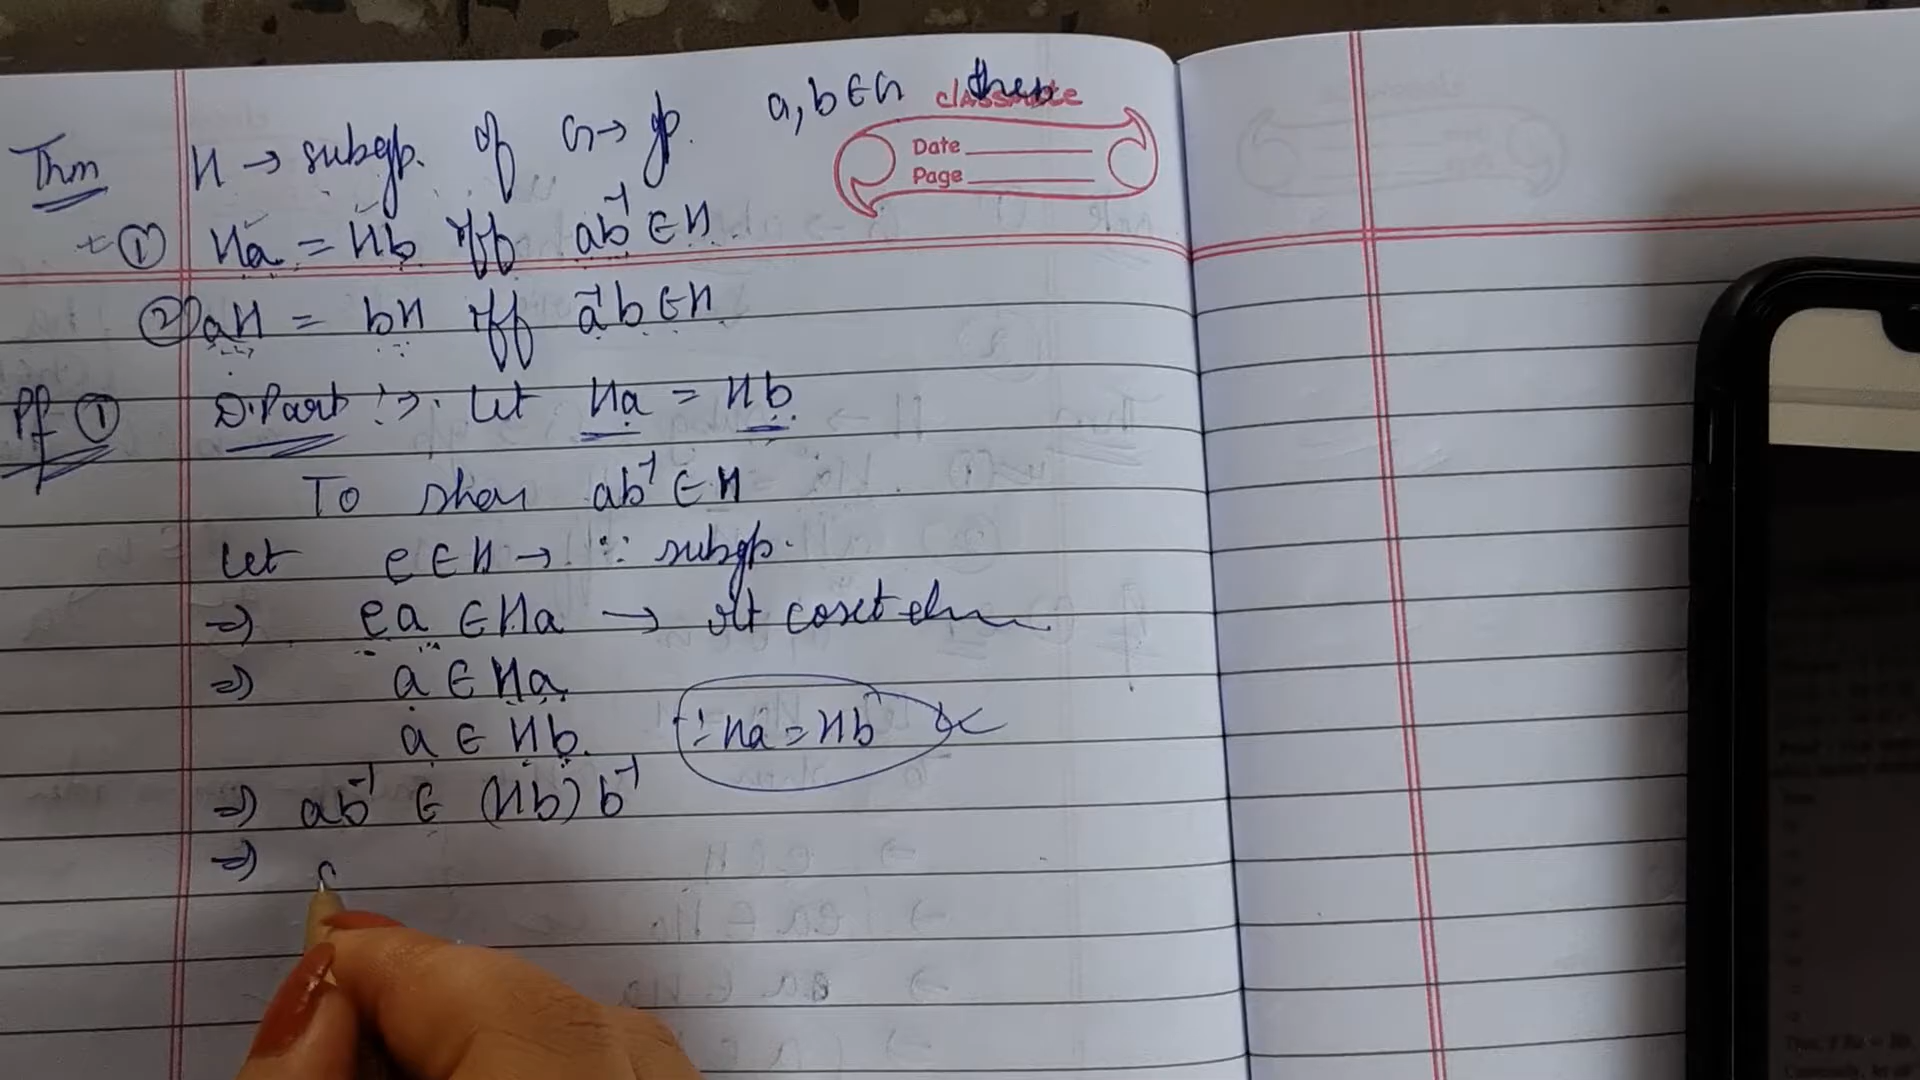 Thm H → subgp. of G → gp. a, b ∈ G then
classmate
Date
Page
① Ha = Hb iff ab⁻¹ ∈ H
② aH = bH iff a⁻¹b ∈ H
Pf ① D. Part :→. Let Ha = Hb
To show ab⁻¹ ∈ H
Let e ∈ H → ∵ subgp.
⇒ ea ∈ Ha → rt coset elm
⇒ a ∈ Ha
a ∈ Hb. ∵ Ha = Hb
⇒ ab⁻¹ ∈ (Hb) b⁻¹
⇒